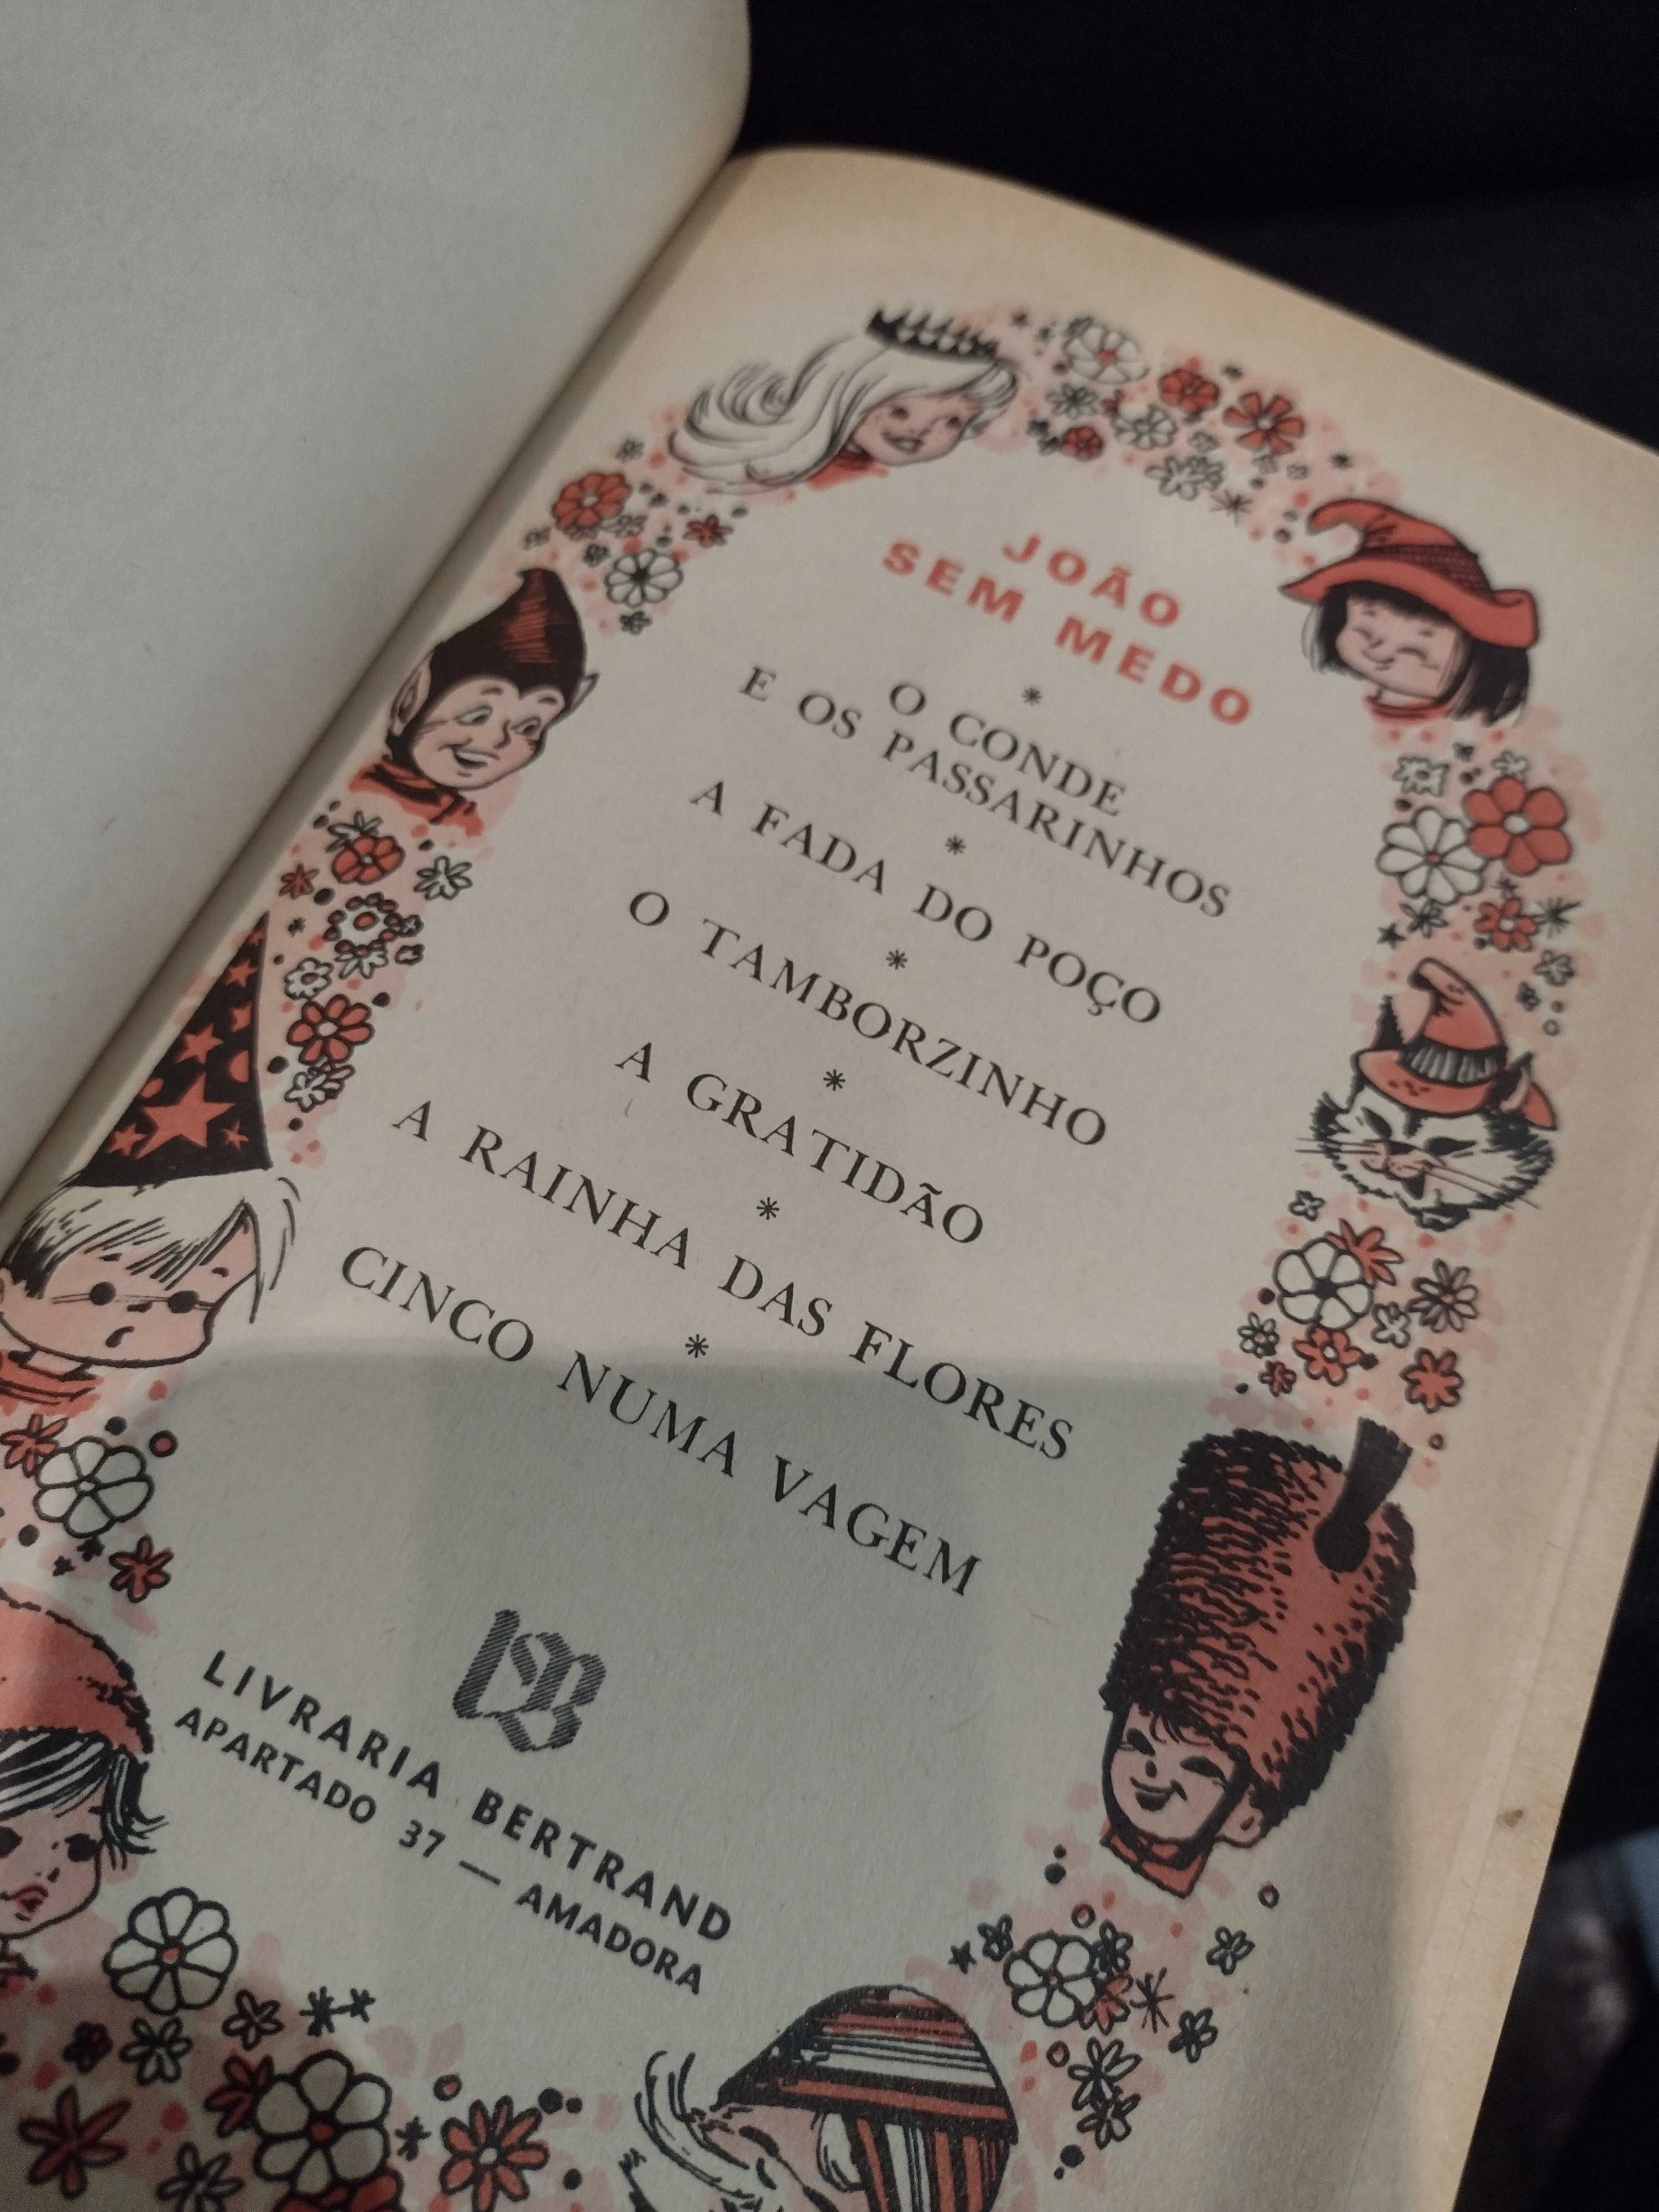 JOÃO
SEM MEDO
*
O CONDE
E OS PASSARINHOS
*
A FADA DO POÇO
*
O TAMBORZINHO
*
A GRATIDÃO
*
A RAINHA DAS FLORES
*
CINCO NUMA VAGEM
LIVRARIA BERTRAND
APARTADO 37 — AMADORA